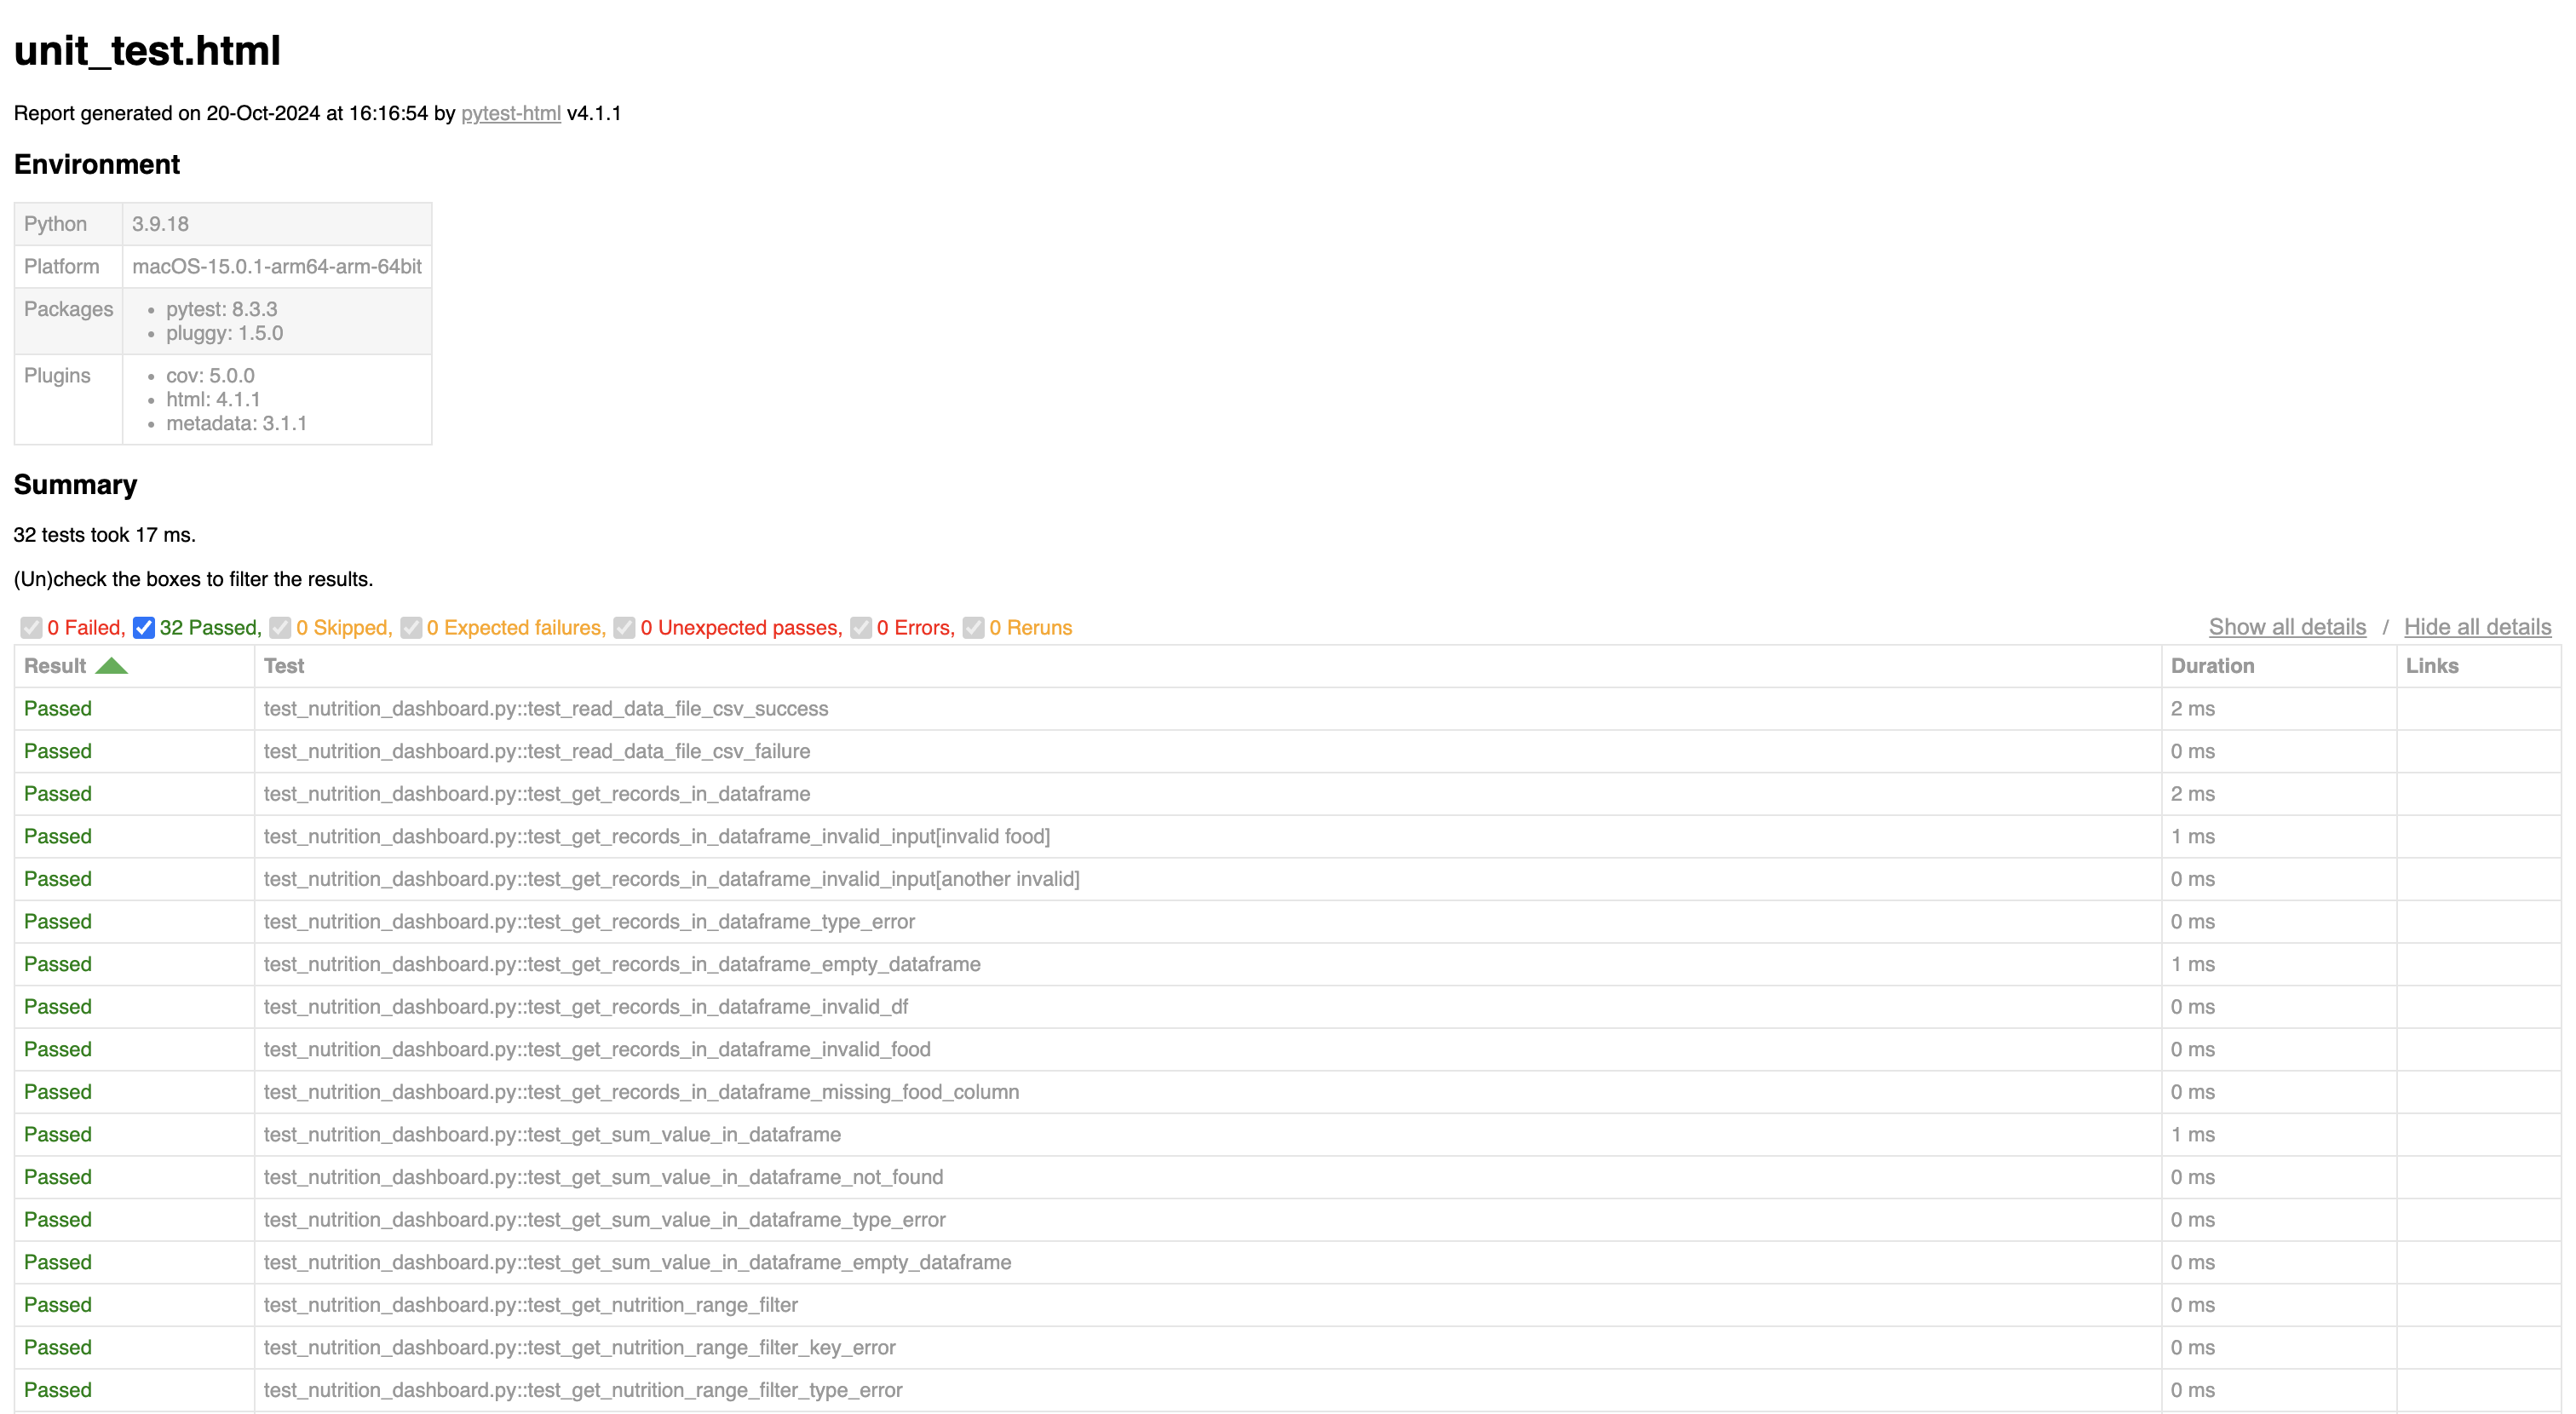 unit_test.html
Report generated on 20-Oct-2024 at 16:16:54 by pytest-html v4.1.1
Environment
Python 3.9.18
Platform macOS-15.0.1-arm64-arm-64bit
Packages • pytest: 8.3.3
• pluggy: 1.5.0
Plugins • cov: 5.0.0
• html: 4.1.1
• metadata: 3.1.1
Summary
32 tests took 17 ms.
(Un)check the boxes to filter the results.
0 Failed, 32 Passed, 0 Skipped, 0 Expected failures, 0 Unexpected passes, 0 Errors, 0 Reruns Show all details / Hide all details
Result Test Duration Links
Passed test_nutrition_dashboard.py::test_read_data_file_csv_success 2 ms
Passed test_nutrition_dashboard.py::test_read_data_file_csv_failure 0 ms
Passed test_nutrition_dashboard.py::test_get_records_in_dataframe 2 ms
Passed test_nutrition_dashboard.py::test_get_records_in_dataframe_invalid_input[invalid food] 1 ms
Passed test_nutrition_dashboard.py::test_get_records_in_dataframe_invalid_input[another invalid] 0 ms
Passed test_nutrition_dashboard.py::test_get_records_in_dataframe_type_error 0 ms
Passed test_nutrition_dashboard.py::test_get_records_in_dataframe_empty_dataframe 1 ms
Passed test_nutrition_dashboard.py::test_get_records_in_dataframe_invalid_df 0 ms
Passed test_nutrition_dashboard.py::test_get_records_in_dataframe_invalid_food 0 ms
Passed test_nutrition_dashboard.py::test_get_records_in_dataframe_missing_food_column 0 ms
Passed test_nutrition_dashboard.py::test_get_sum_value_in_dataframe 1 ms
Passed test_nutrition_dashboard.py::test_get_sum_value_in_dataframe_not_found 0 ms
Passed test_nutrition_dashboard.py::test_get_sum_value_in_dataframe_type_error 0 ms
Passed test_nutrition_dashboard.py::test_get_sum_value_in_dataframe_empty_dataframe 0 ms
Passed test_nutrition_dashboard.py::test_get_nutrition_range_filter 0 ms
Passed test_nutrition_dashboard.py::test_get_nutrition_range_filter_key_error 0 ms
Passed test_nutrition_dashboard.py::test_get_nutrition_range_filter_type_error 0 ms